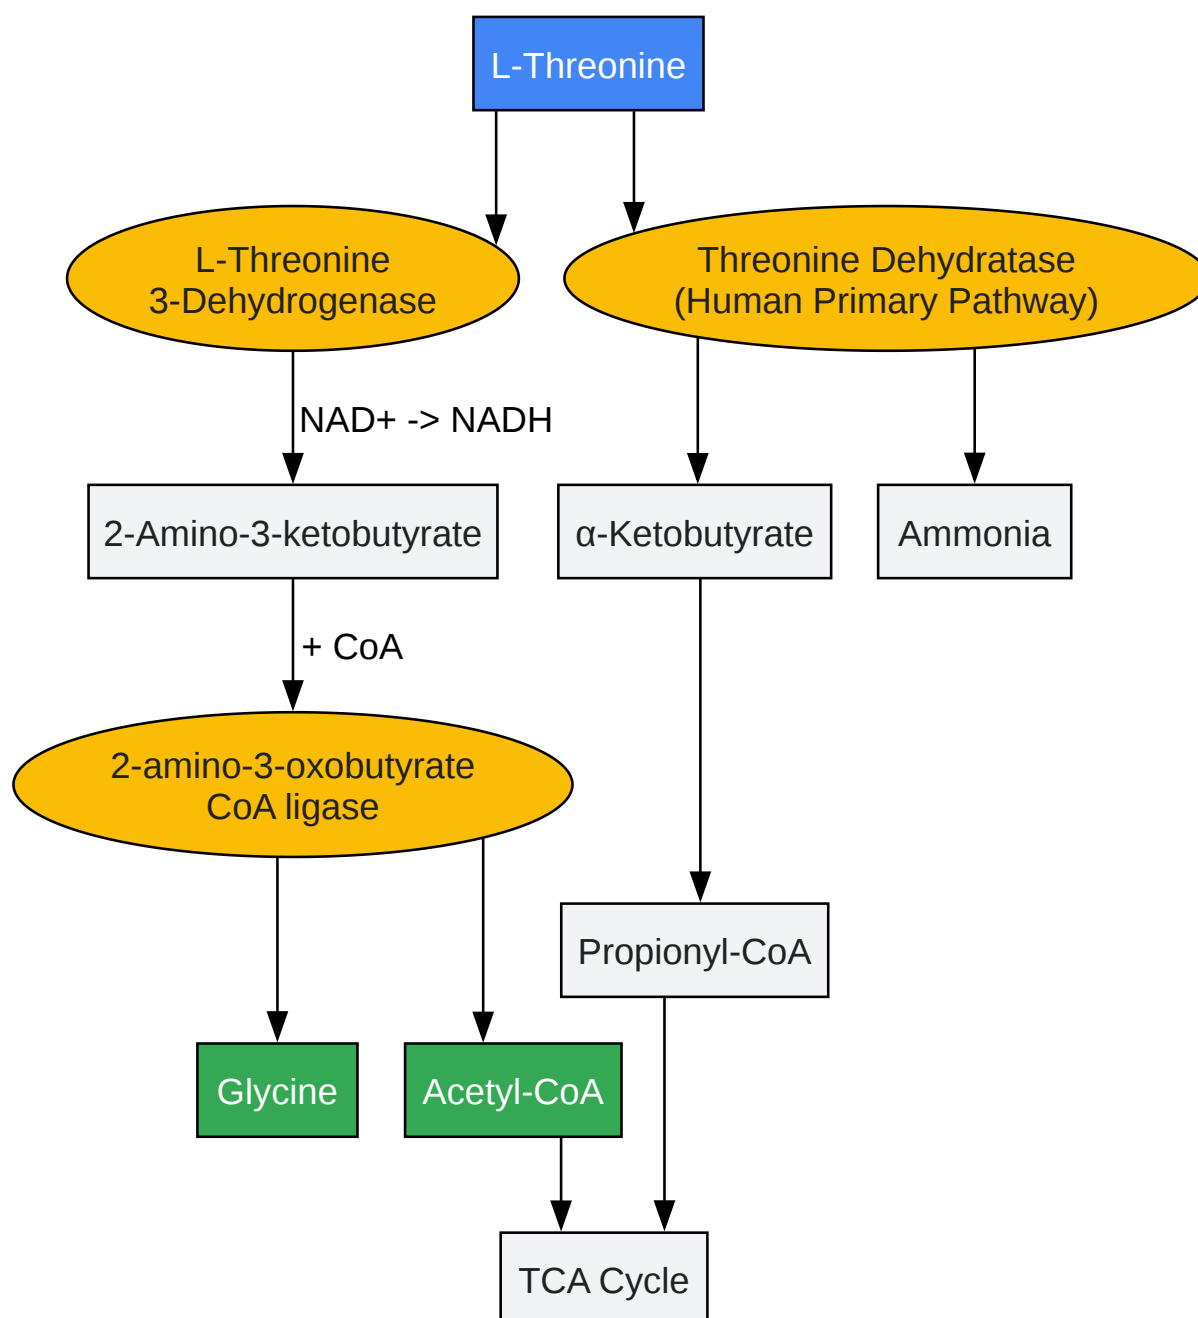 L-Threonine
L-Threonine
3-Dehydrogenase
Threonine Dehydratase
(Human Primary Pathway)
NAD+ -> NADH
2-Amino-3-ketobutyrate
α-Ketobutyrate
Ammonia
+ CoA
2-amino-3-oxobutyrate
CoA ligase
Propionyl-CoA
Glycine
Acetyl-CoA
TCA Cycle